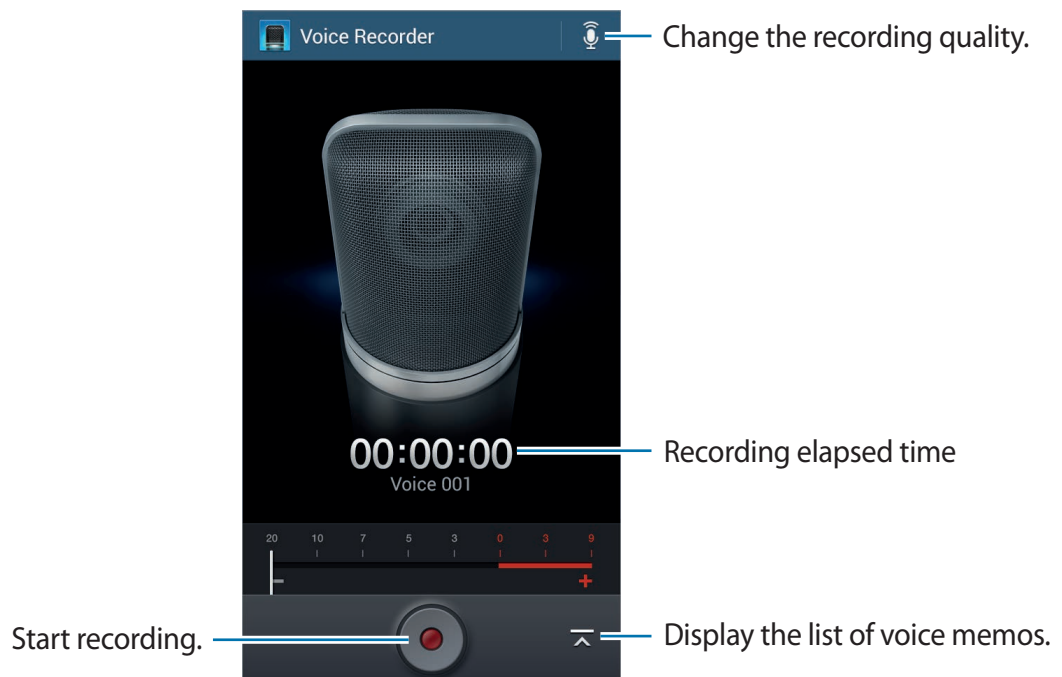 Voice Recorder
Change the recording quality.
00:00:00
Recording elapsed time
Voice 001
20 10 7 5 3 0 3 9
− +
Start recording.
Display the list of voice memos.